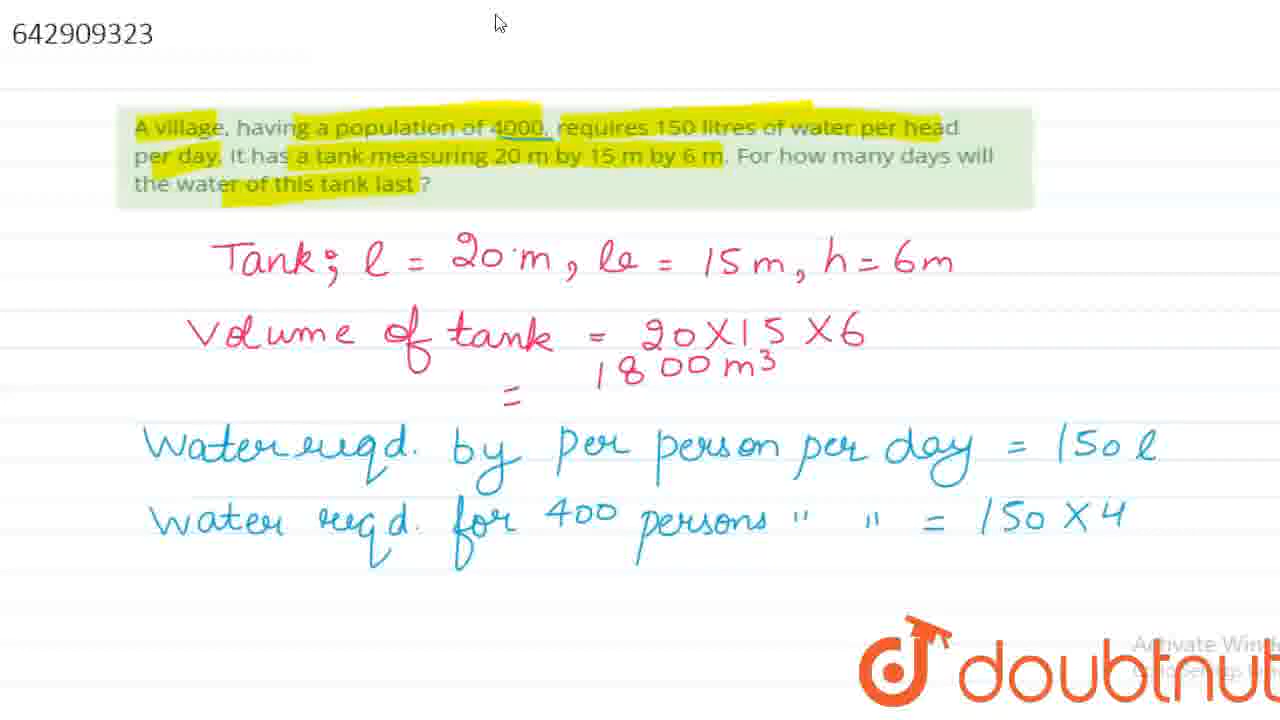 642909323
A village, having a population of 4000, requires 150 litres of water per head
per day. It has a tank measuring 20 m by 15 m by 6 m. For how many days will
the water of this tank last ?
Tank; l = 20 m, b = 15 m, h = 6 m
Volume of tank = 20 X 15 X 6
= 1800 m³
Water reqd. by per person per day = 150 l
Water reqd. for 400 persons " " = 150 X 4
doubtnut